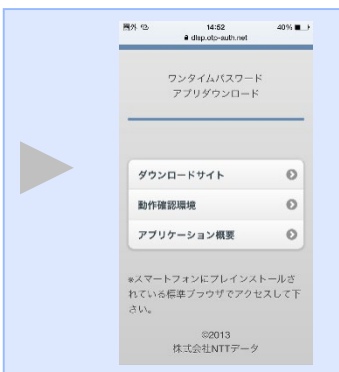 圏外 14:52 40%
disp.otp-auth.net
ワンタイムパスワード
アプリダウンロード
ダウンロードサイト
動作確認環境
アプリケーション概要
※スマートフォンにプレインストールさ
れている標準ブラウザでアクセスして下
さい。
©2013
株式会社NTTデータ